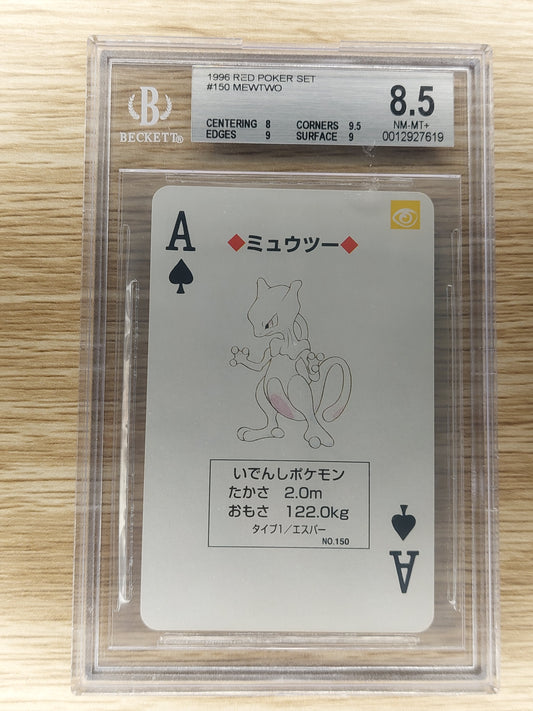 1996 RED POKER SET
#150 MEWTWO
CENTERING 8 CORNERS 9.5
EDGES 9 SURFACE 9
8.5
NM-MT+
0012927619
B
BECKETT®
A
◆ミュウツー◆
いでんしポケモン
たかさ 2.0m
おもさ 122.0kg
タイプ1/エスパー
NO.150
A